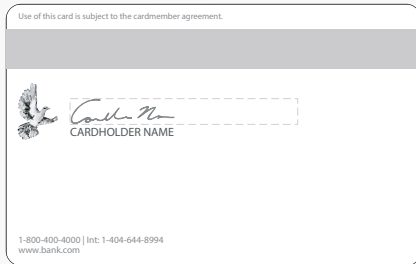 Use of this card is subject to the cardmember agreement.
CARDHOLDER NAME
1-800-400-4000 | Int: 1-404-644-8994
www.bank.com